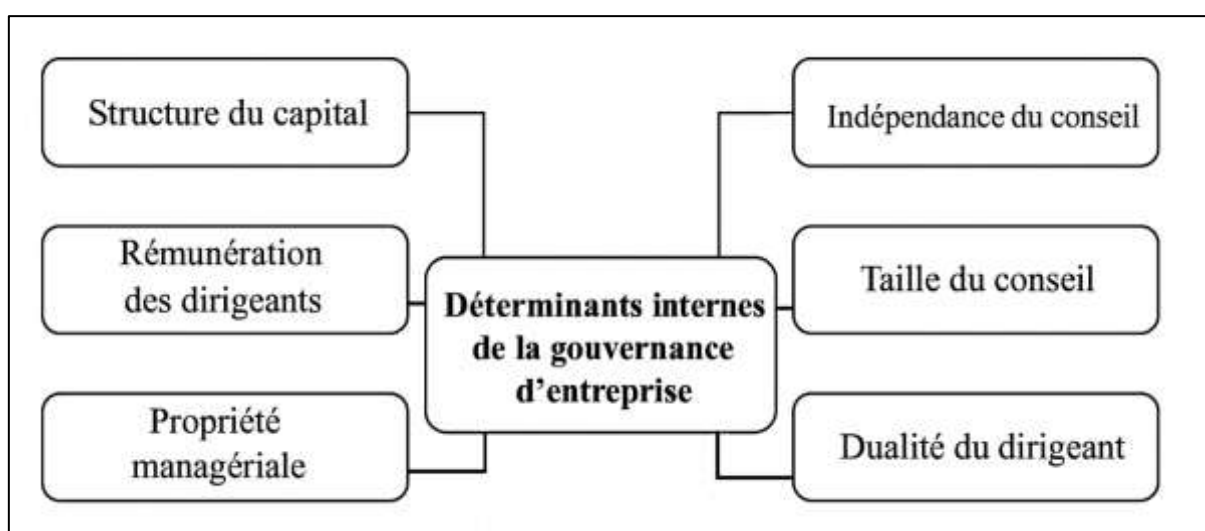 Structure du capital
Rémunération
des dirigeants
Propriété
managériale
Déterminants internes
de la gouvernance
d'entreprise
Indépendance du conseil
Taille du conseil
Dualité du dirigeant